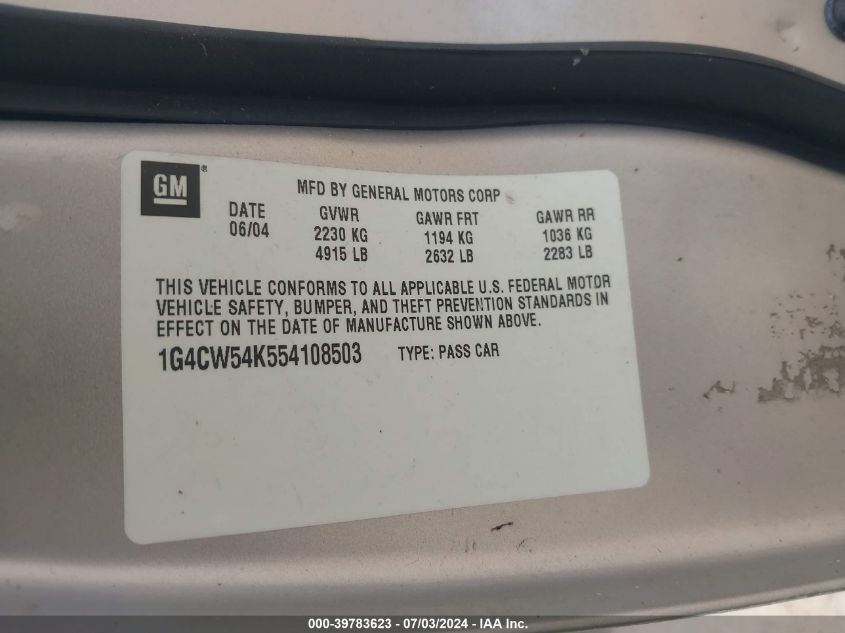 GM®
MFD BY GENERAL MOTORS CORP
DATE GVWR GAWR FRT GAWR RR
06/04 2230 KG 1194 KG 1036 KG
4915 LB 2632 LB 2283 LB
THIS VEHICLE CONFORMS TO ALL APPLICABLE U.S. FEDERAL MOTOR
VEHICLE SAFETY, BUMPER, AND THEFT PREVENTION STANDARDS IN
EFFECT ON THE DATE OF MANUFACTURE SHOWN ABOVE.
1G4CW54K554108503 TYPE: PASS CAR
000-39783623 - 07/03/2024 - IAAI.COM